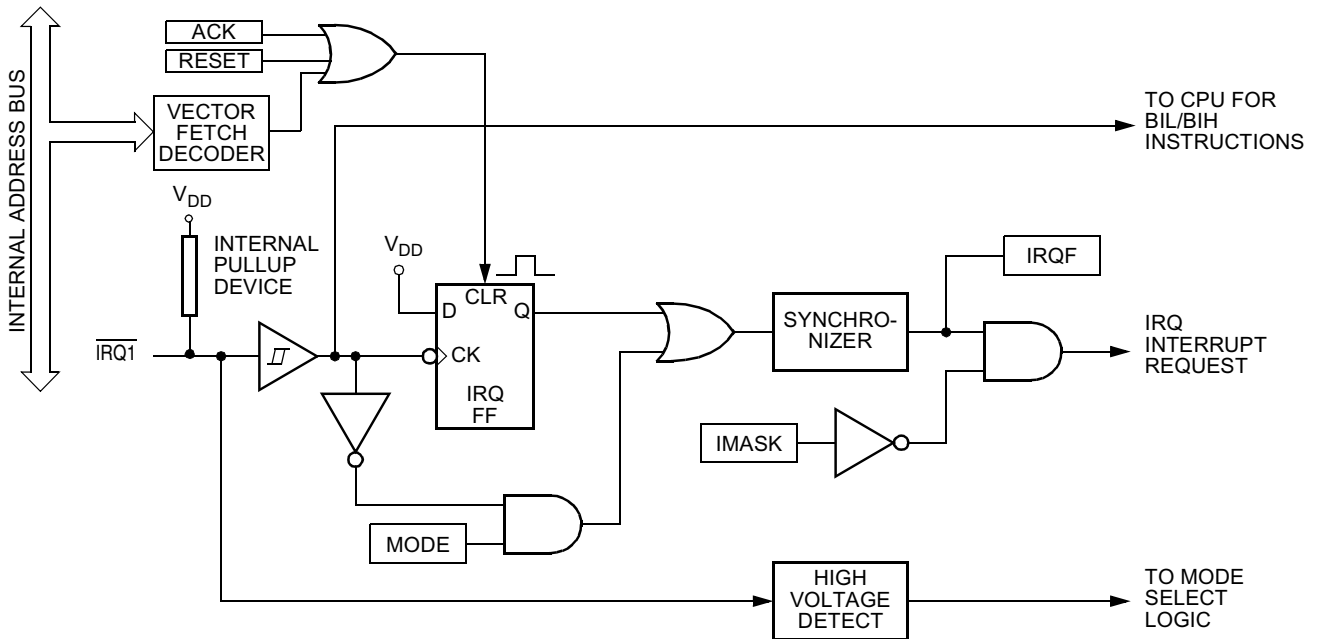 INTERNAL ADDRESS BUS
ACK
RESET
VECTOR
FETCH
DECODER
TO CPU FOR
BIL/BIH
INSTRUCTIONS
VDD
INTERNAL
PULLUP
DEVICE
VDD
IRQF
CLR
D
Q
CK
IRQ
FF
SYNCHRO-
NIZER
IRQ
INTERRUPT
REQUEST
IRQ1
IMASK
MODE
HIGH
VOLTAGE
DETECT
TO MODE
SELECT
LOGIC